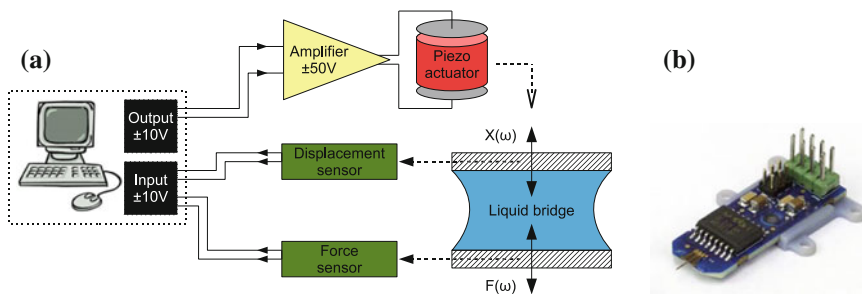 (a)
Amplifier
±50V
Piezo
actuator
(b)
Output
±10V
X(ω)
Displacement
sensor
Input
±10V
Liquid bridge
Force
sensor
F(ω)